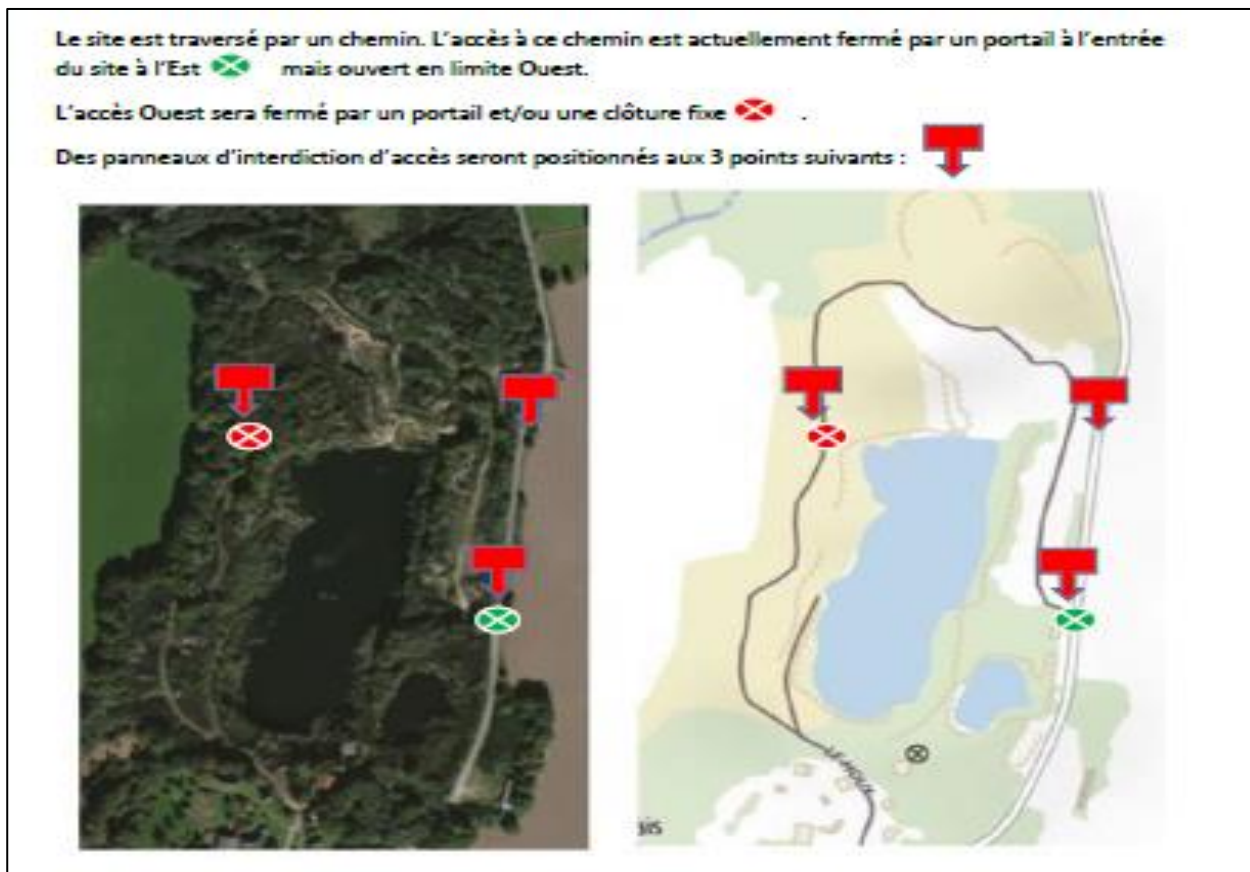 Le site est traversé par un chemin. L'accès à ce chemin est actuellement fermé par un portail à l'entrée
du site à l'Est mais ouvert en limite Ouest.
L'accès Ouest sera fermé par un portail et/ou une clôture fixe .
Des panneaux d'interdiction d'accès seront positionnés aux 3 points suivants :